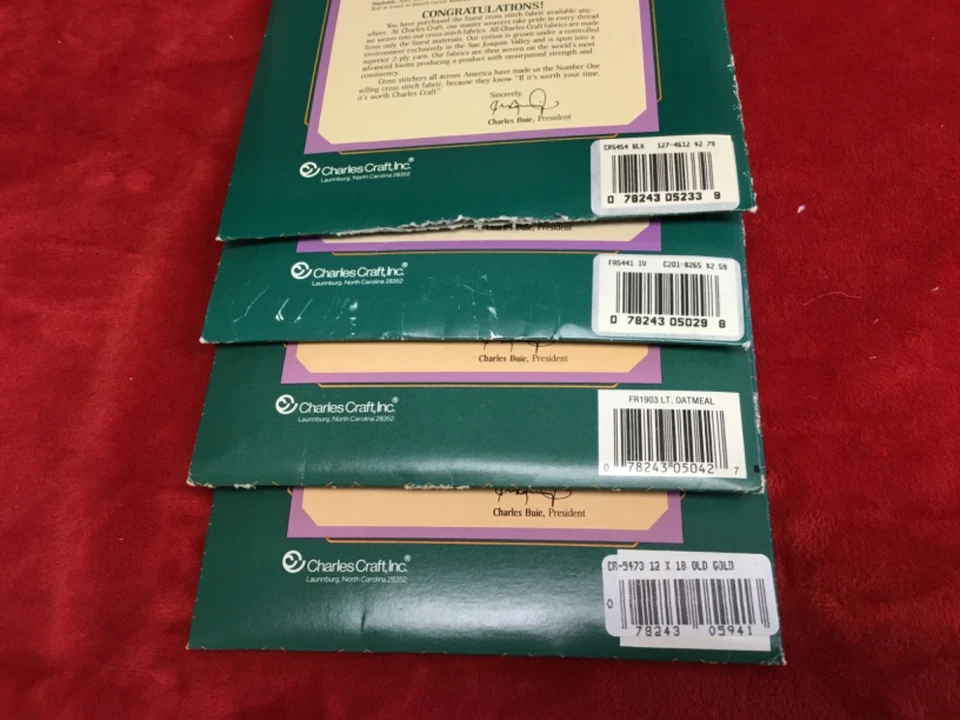 CONGRATULATIONS!
You have purchased the finest cross stitch fabric available any-
where. At Charles Craft, our master weavers take pride in every thread
we weave into our cross stitch fabrics. All Charles Craft fabrics are made
from only the finest materials. Our cotton is grown under a controlled
environment exclusively in the San Joaquin Valley and is spun into a
superior 2-ply yarn. Our fabrics are then woven on the world's most
advanced looms producing a product with unsurpassed strength and
consistency.
Cross stitchers all across America have made us the Number One
selling cross stitch fabric, because they know "If it's worth your time,
it's worth Charles Craft."
Sincerely,
Charles Buie, President
Charles Craft, Inc.®
Laurinburg, North Carolina 28352
CR5454 BLK 127-4612 $2 79
0 78243 05233 9
Charles Buie, President
Charles Craft, Inc.®
Laurinburg, North Carolina 28352
FA5441 IV C201-0265 $2 59
0 78243 05029 8
Charles Buie, President
Charles Craft, Inc.®
Laurinburg, North Carolina 28352
FR1903 LT. OATMEAL
0 78243 05042 7
Charles Buie, President
Charles Craft, Inc.®
Laurinburg, North Carolina 28352
CR-5473 12 X 18 OLD GOLD
0 78243 05941